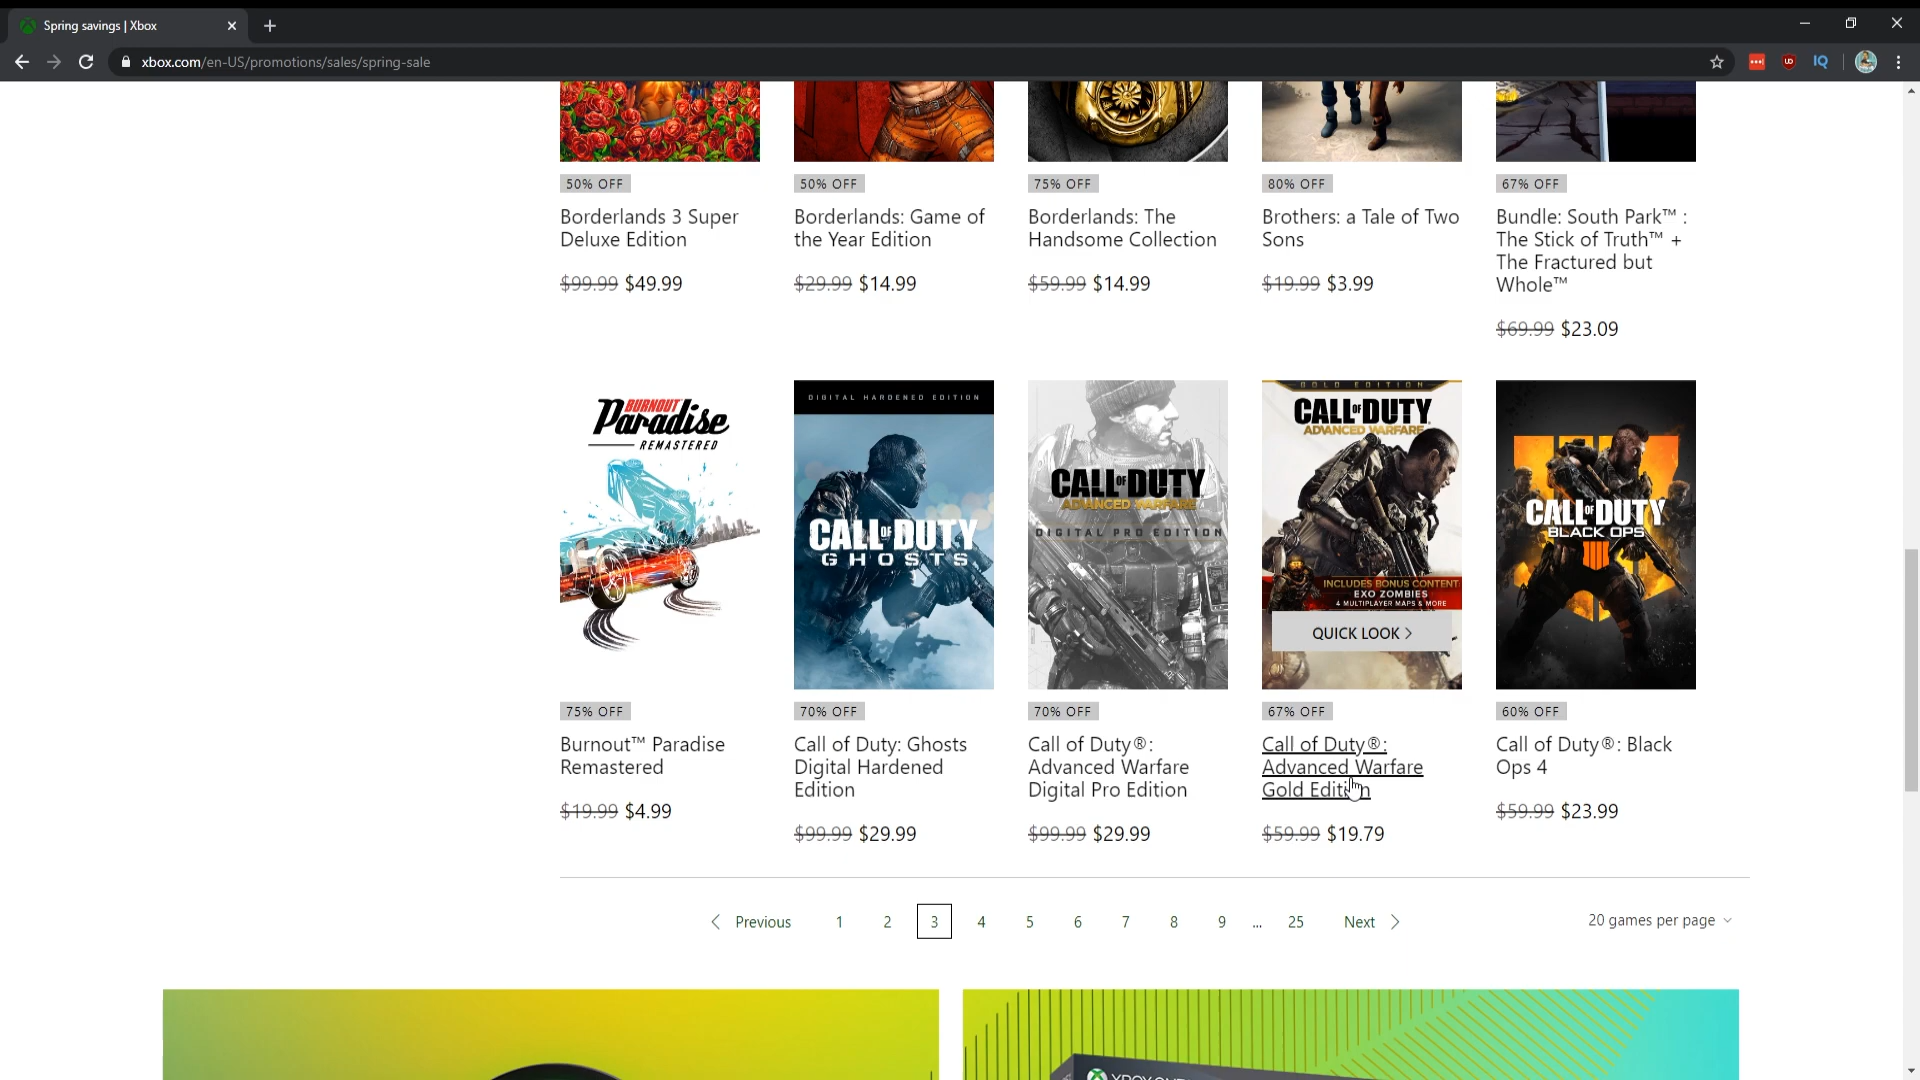 Spring savings | Xbox
xbox.com/en-US/promotions/sales/spring-sale
UD
IQ
50% OFF
Borderlands 3 Super
Deluxe Edition
$99.99 $49.99
50% OFF
Borderlands: Game of
the Year Edition
$29.99 $14.99
75% OFF
Borderlands: The
Handsome Collection
$59.99 $14.99
80% OFF
Brothers: a Tale of Two
Sons
$19.99 $3.99
67% OFF
Bundle: South Park™ :
The Stick of Truth™ +
The Fractured but
Whole™
$69.99 $23.09
BURNOUT
Paradise
REMASTERED
75% OFF
Burnout™ Paradise
Remastered
$19.99 $4.99
DIGITAL HARDENED EDITION
CALL OF DUTY
GHOSTS
70% OFF
Call of Duty: Ghosts
Digital Hardened
Edition
$99.99 $29.99
CALL OF DUTY
ADVANCED WARFARE
DIGITAL PRO EDITION
70% OFF
Call of Duty®:
Advanced Warfare
Digital Pro Edition
$99.99 $29.99
GOLD EDITION
CALL OF DUTY
ADVANCED WARFARE
INCLUDES BONUS CONTENT
EXO ZOMBIES
4 MULTIPLAYER MAPS & MORE
QUICK LOOK >
67% OFF
Call of Duty®:
Advanced Warfare
Gold Edition
$59.99 $19.79
CALL OF DUTY
BLACK OPS
IIII
60% OFF
Call of Duty®: Black
Ops 4
$59.99 $23.99
Previous 1 2 3 4 5 6 7 8 9 ... 25 Next
20 games per page